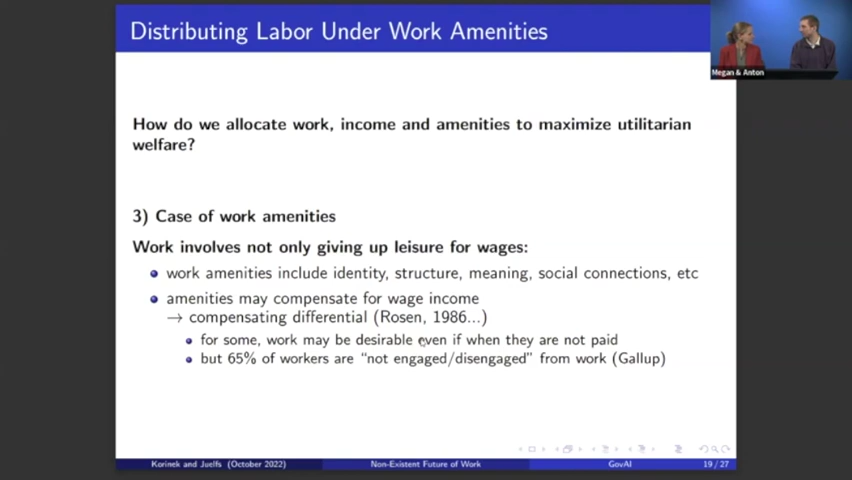 Distributing Labor Under Work Amenities
Megan & Anton
How do we allocate work, income and amenities to maximize utilitarian
welfare?
3) Case of work amenities
Work involves not only giving up leisure for wages:
work amenities include identity, structure, meaning, social connections, etc
amenities may compensate for wage income
→ compensating differential (Rosen, 1986...)
for some, work may be desirable even if when they are not paid
but 65% of workers are “not engaged/disengaged” from work (Gallup)
Korinek and Juelfs (October 2022) Non-Existent Future of Work GovAI 19 / 27